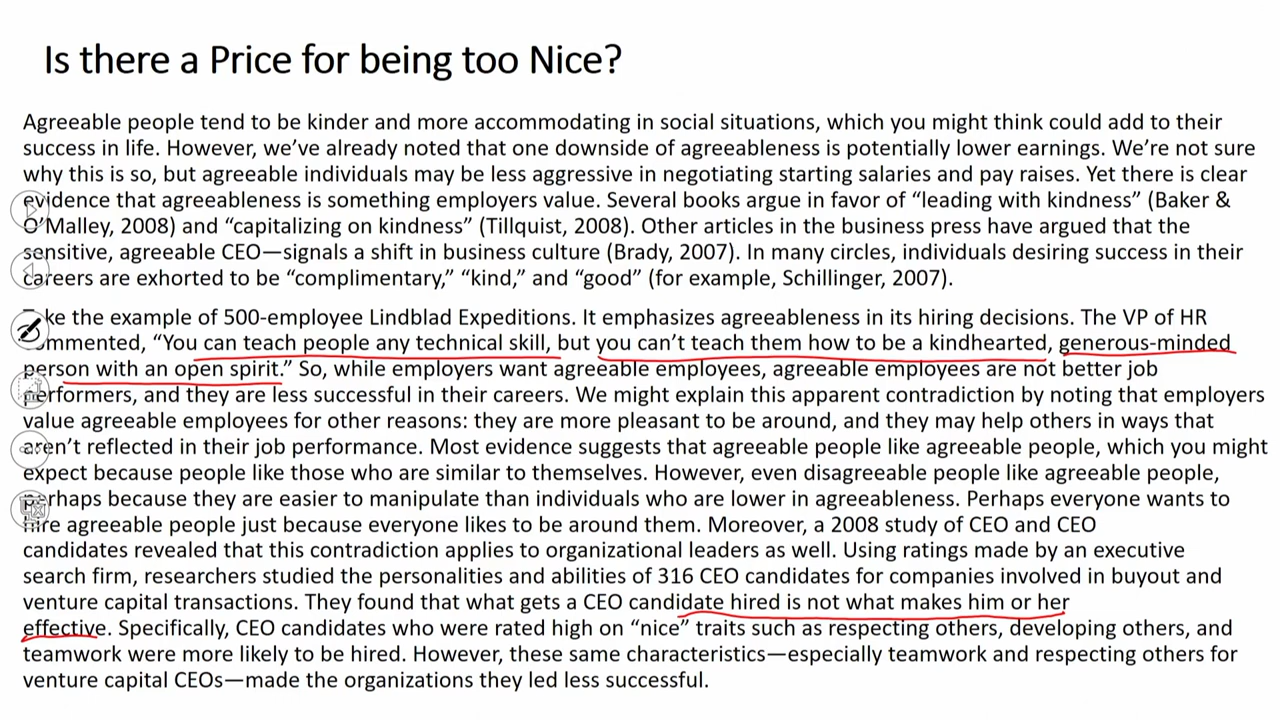 Is there a Price for being too Nice?
Agreeable people tend to be kinder and more accommodating in social situations, which you might think could add to their
success in life. However, we’ve already noted that one downside of agreeableness is potentially lower earnings. We’re not sure
why this is so, but agreeable individuals may be less aggressive in negotiating starting salaries and pay raises. Yet there is clear
evidence that agreeableness is something employers value. Several books argue in favor of “leading with kindness” (Baker &
O’Malley, 2008) and “capitalizing on kindness” (Tillquist, 2008). Other articles in the business press have argued that the
sensitive, agreeable CEO—signals a shift in business culture (Brady, 2007). In many circles, individuals desiring success in their
careers are exhorted to be “complimentary,” “kind,” and “good” (for example, Schillinger, 2007).
Take the example of 500-employee Lindblad Expeditions. It emphasizes agreeableness in its hiring decisions. The VP of HR
commented, “You can teach people any technical skill, but you can’t teach them how to be a kindhearted, generous-minded
person with an open spirit.” So, while employers want agreeable employees, agreeable employees are not better job
performers, and they are less successful in their careers. We might explain this apparent contradiction by noting that employers
value agreeable employees for other reasons: they are more pleasant to be around, and they may help others in ways that
aren’t reflected in their job performance. Most evidence suggests that agreeable people like agreeable people, which you might
expect because people like those who are similar to themselves. However, even disagreeable people like agreeable people,
perhaps because they are easier to manipulate than individuals who are lower in agreeableness. Perhaps everyone wants to
hire agreeable people just because everyone likes to be around them. Moreover, a 2008 study of CEO and CEO
candidates revealed that this contradiction applies to organizational leaders as well. Using ratings made by an executive
search firm, researchers studied the personalities and abilities of 316 CEO candidates for companies involved in buyout and
venture capital transactions. They found that what gets a CEO candidate hired is not what makes him or her
effective. Specifically, CEO candidates who were rated high on “nice” traits such as respecting others, developing others, and
teamwork were more likely to be hired. However, these same characteristics—especially teamwork and respecting others for
venture capital CEOs—made the organizations they led less successful.